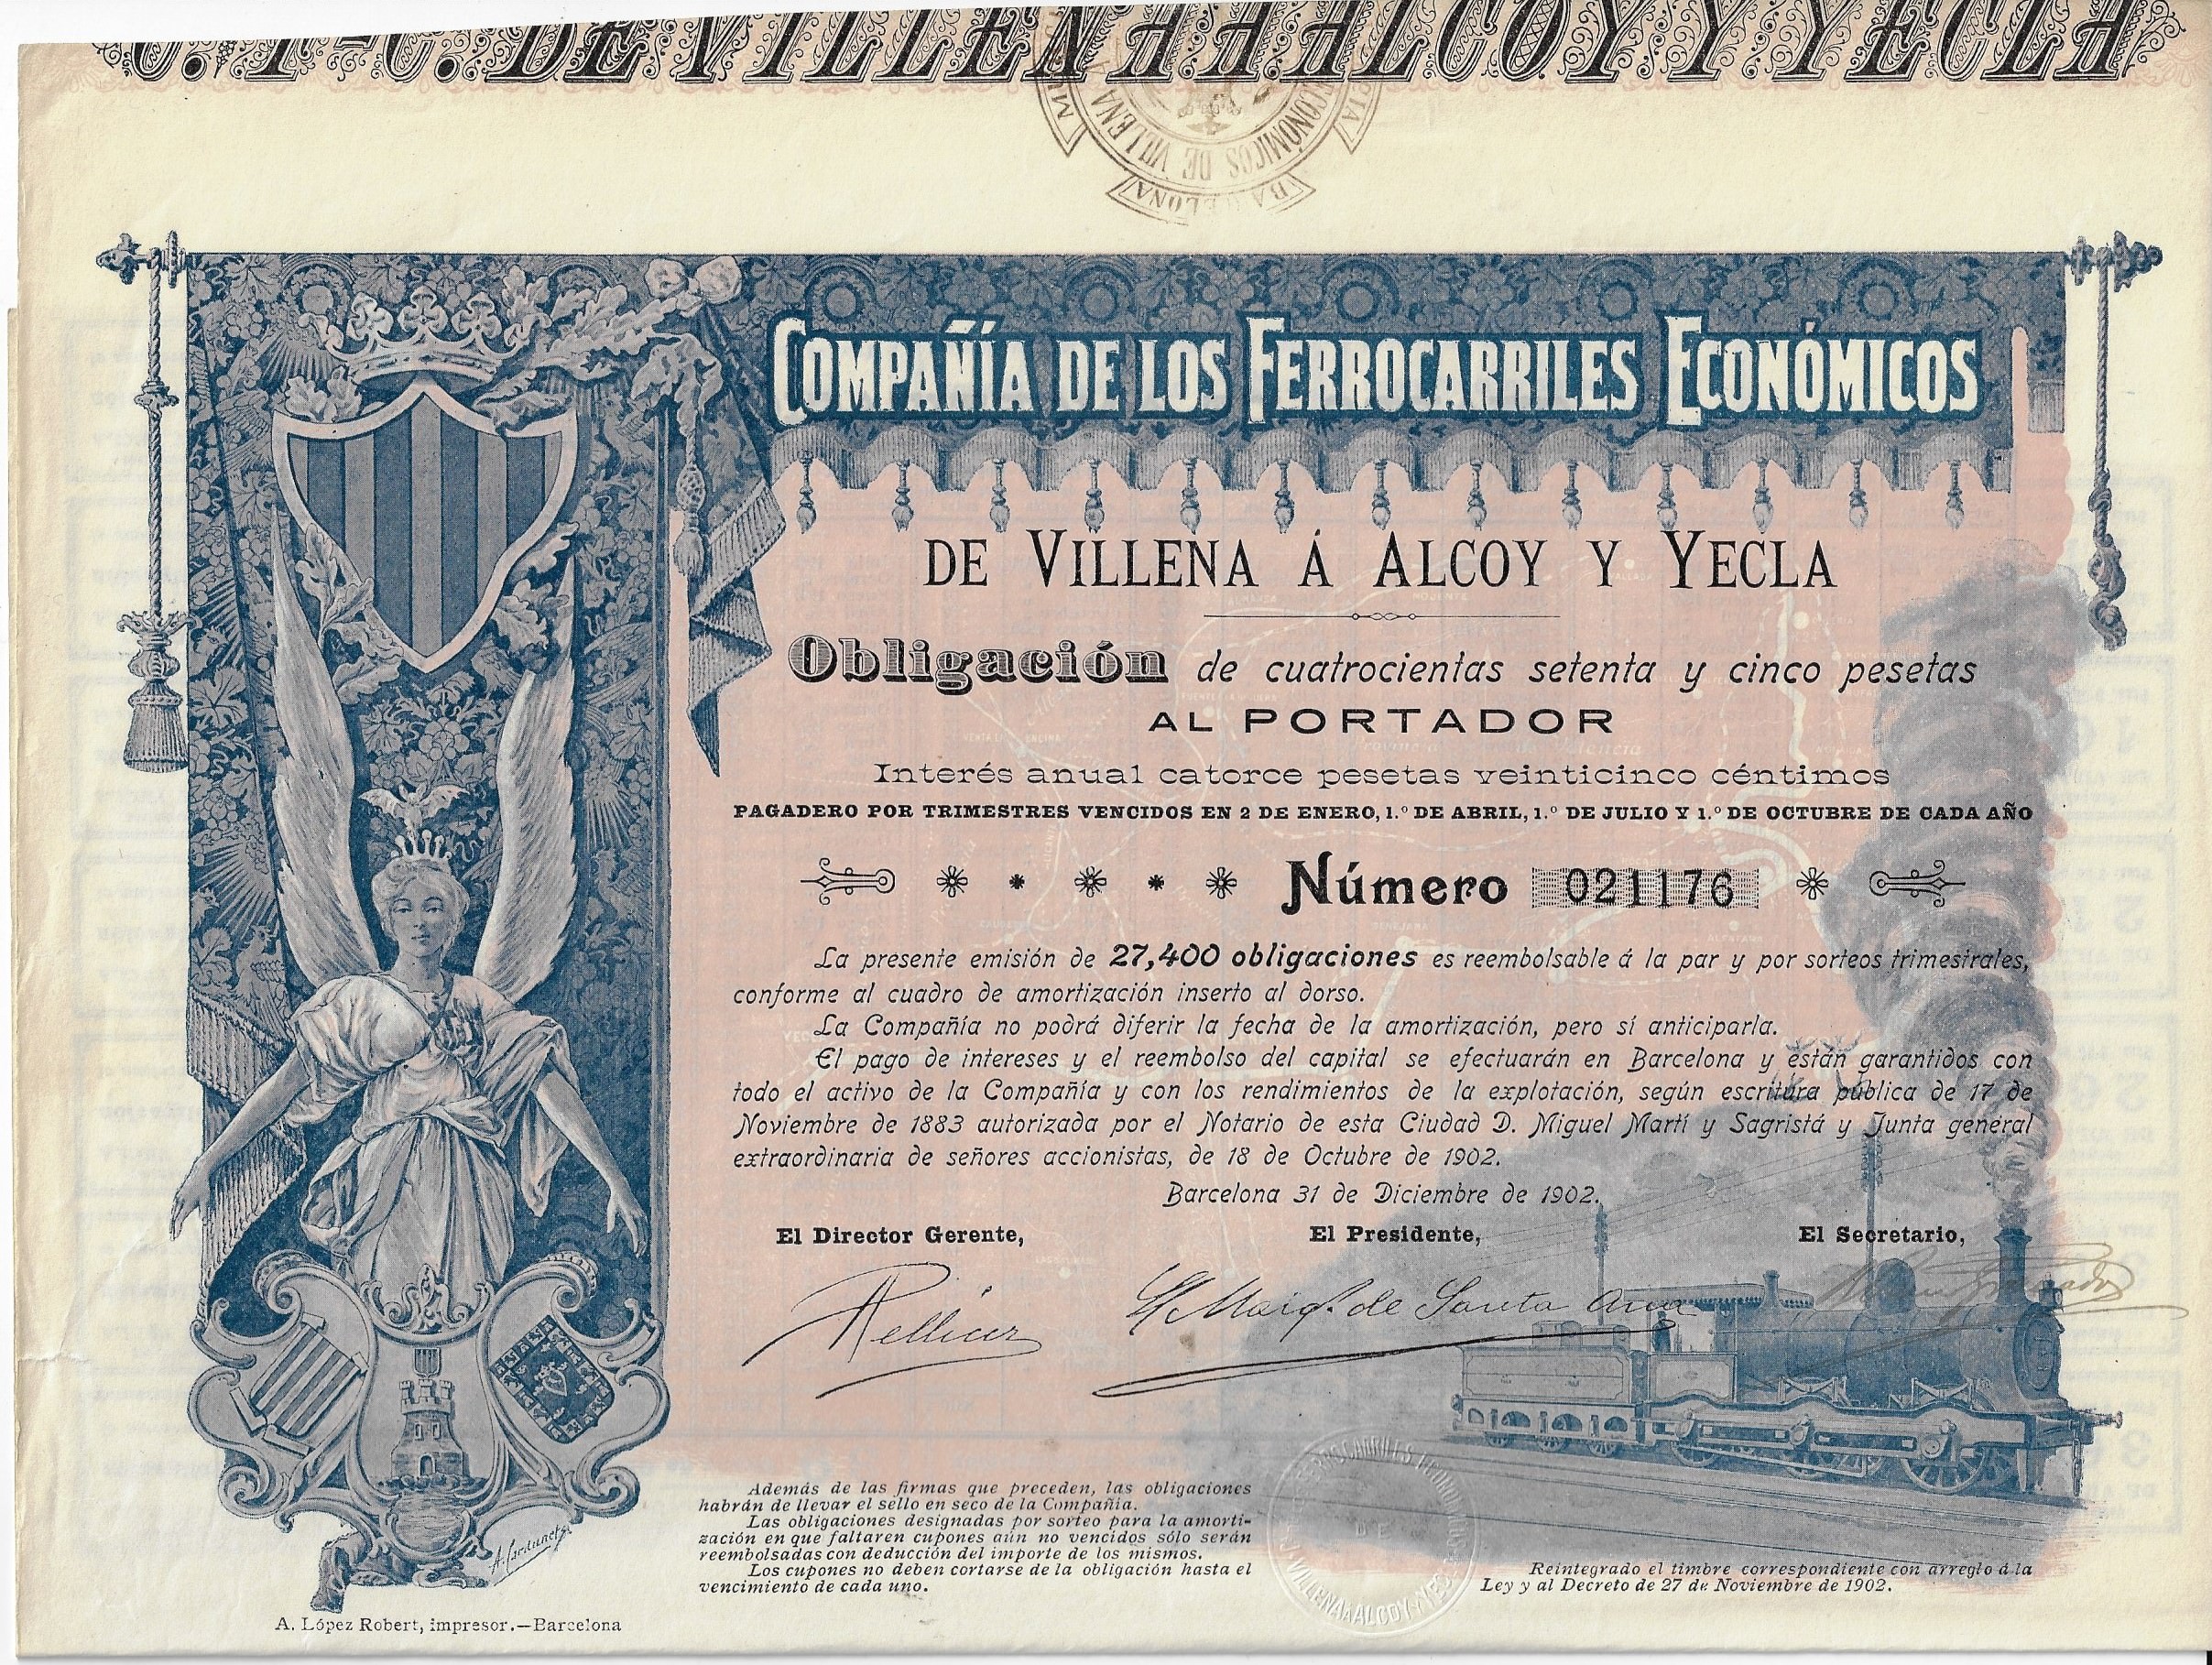 C. F. C. DE VILLENA A ALCOY Y YECLA
ECONÓMICOS DE VILLENA A
BARCELONA
COMPAÑÍA DE LOS FERROCARRILES ECONÓMICOS
DE VILLENA Á ALCOY Y YECLA
Obligación de cuatrocientas setenta y cinco pesetas
AL PORTADOR
Interés anual catorce pesetas veinticinco céntimos
PAGADERO POR TRIMESTRES VENCIDOS EN 2 DE ENERO, 1.º DE ABRIL, 1.º DE JULIO Y 1.º DE OCTUBRE DE CADA AÑO
Número 021176
La presente emisión de 27,400 obligaciones es reembolsable á la par y por sorteos trimestrales,
conforme al cuadro de amortización inserto al dorso.
La Compañía no podrá diferir la fecha de la amortización, pero sí anticiparla.
El pago de intereses y el reembolso del capital se efectuarán en Barcelona y están garantidos con
todo el activo de la Compañía y con los rendimientos de la explotación, según escritura pública de 17 de
Noviembre de 1883 autorizada por el Notario de esta Ciudad D. Miguel Martí y Sagristá y Junta general
extraordinaria de señores accionistas, de 18 de Octubre de 1902.
Barcelona 31 de Diciembre de 1902.
El Director Gerente, El Presidente, El Secretario,
Pellicer El Marq. de Santa Ana
Además de las firmas que preceden, las obligaciones
habrán de llevar el sello en seco de la Compañía.
Las obligaciones designadas por sorteo para la amorti-
zación en que faltaren cupones aún no vencidos sólo serán
reembolsadas con deducción del importe de los mismos.
Los cupones no deben cortarse de la obligación hasta el
vencimiento de cada uno.
FERROCARRILES ECONÓMICOS
DE
VILLENA A ALCOY Y YECLA
Reintegrado el timbre correspondiente con arreglo á la
Ley y al Decreto de 27 de Noviembre de 1902.
A. López Robert, impresor.—Barcelona